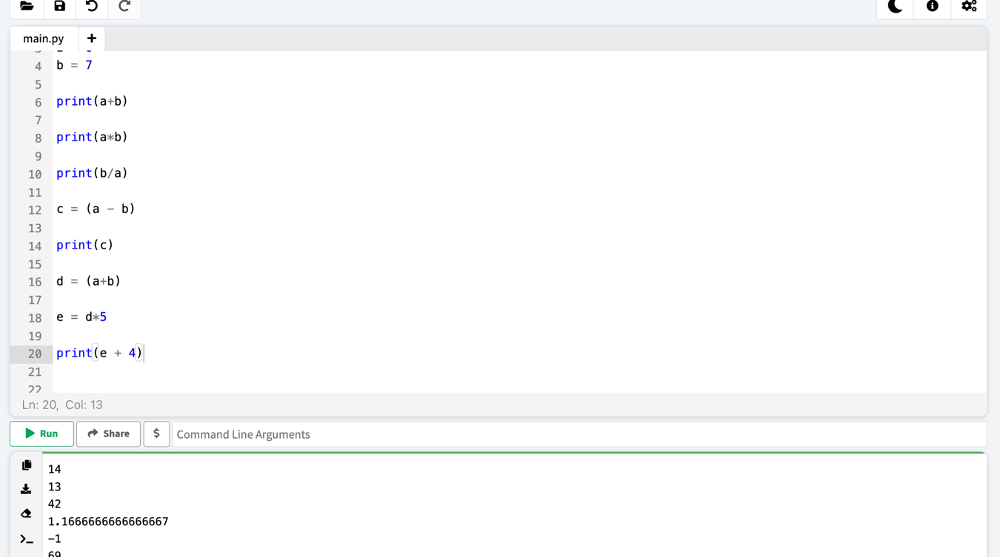 main.py +
4 b = 7
5
6 print(a+b)
7
8 print(a*b)
9
10 print(b/a)
11
12 c = (a - b)
13
14 print(c)
15
16 d = (a+b)
17
18 e = d*5
19
20 print(e + 4)
21
22
Ln: 20, Col: 13
Run Share $ Command Line Arguments
14
13
42
1.1666666666666667
-1
69